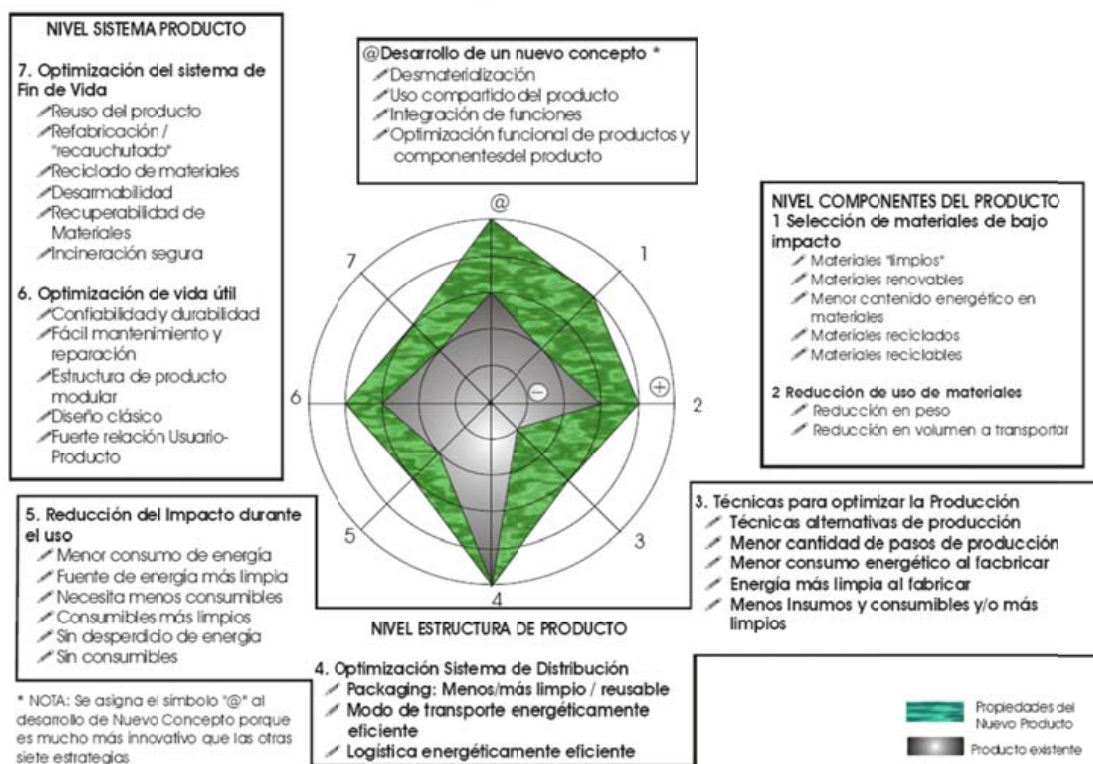 NIVEL SISTEMA PRODUCTO
7. Optimización del sistema de
Fin de Vida
Reuso del producto
Refabricación /
"recauchutado"
Reciclado de materiales
Desarmabilidad
Recuperabilidad de
Materiales
Incineración segura
6. Optimización de vida útil
Confiabilidad y durabilidad
Fácil mantenimiento y
reparación
Estructura de producto
modular
Diseño clásico
Fuerte relación Usuario-
Producto
@Desarrollo de un nuevo concepto *
Desmaterialización
Uso compartido del producto
Integración de funciones
Optimización funcional de productos y
componentesdel producto
NIVEL COMPONENTES DEL PRODUCTO
1 Selección de materiales de bajo
impacto
Materiales "limpios"
Materiales renovables
Menor contenido energético en
materiales
Materiales reciclados
Materiales reciclables
2 Reducción de uso de materiales
Reducción en peso
Reducción en volumen a transportar
@
1
2
3
4
5
6
7
-
+
5. Reducción del Impacto durante
el uso
Menor consumo de energía
Fuente de energía más limpia
Necesita menos consumibles
Consumibles más limpios
Sin desperdido de energía
Sin consumibles
3. Técnicas para optimizar la Producción
Técnicas alternativas de producción
Menor cantidad de pasos de producción
Menor consumo energético al facbricar
Energía más limpia al fabricar
Menos Insumos y consumibles y/o más
limpios
NIVEL ESTRUCTURA DE PRODUCTO
4. Optimización Sistema de Distribución
Packaging: Menos/más limpio / reusable
Modo de transporte energéticamente
eficiente
Logística energéticamente eficiente
* NOTA: Se asigna el símbolo "@" al
desarrollo de Nuevo Concepto porque
es mucho más innovativo que las otras
siete estrategias
Propiedades del
Nuevo Producto
Producto existente